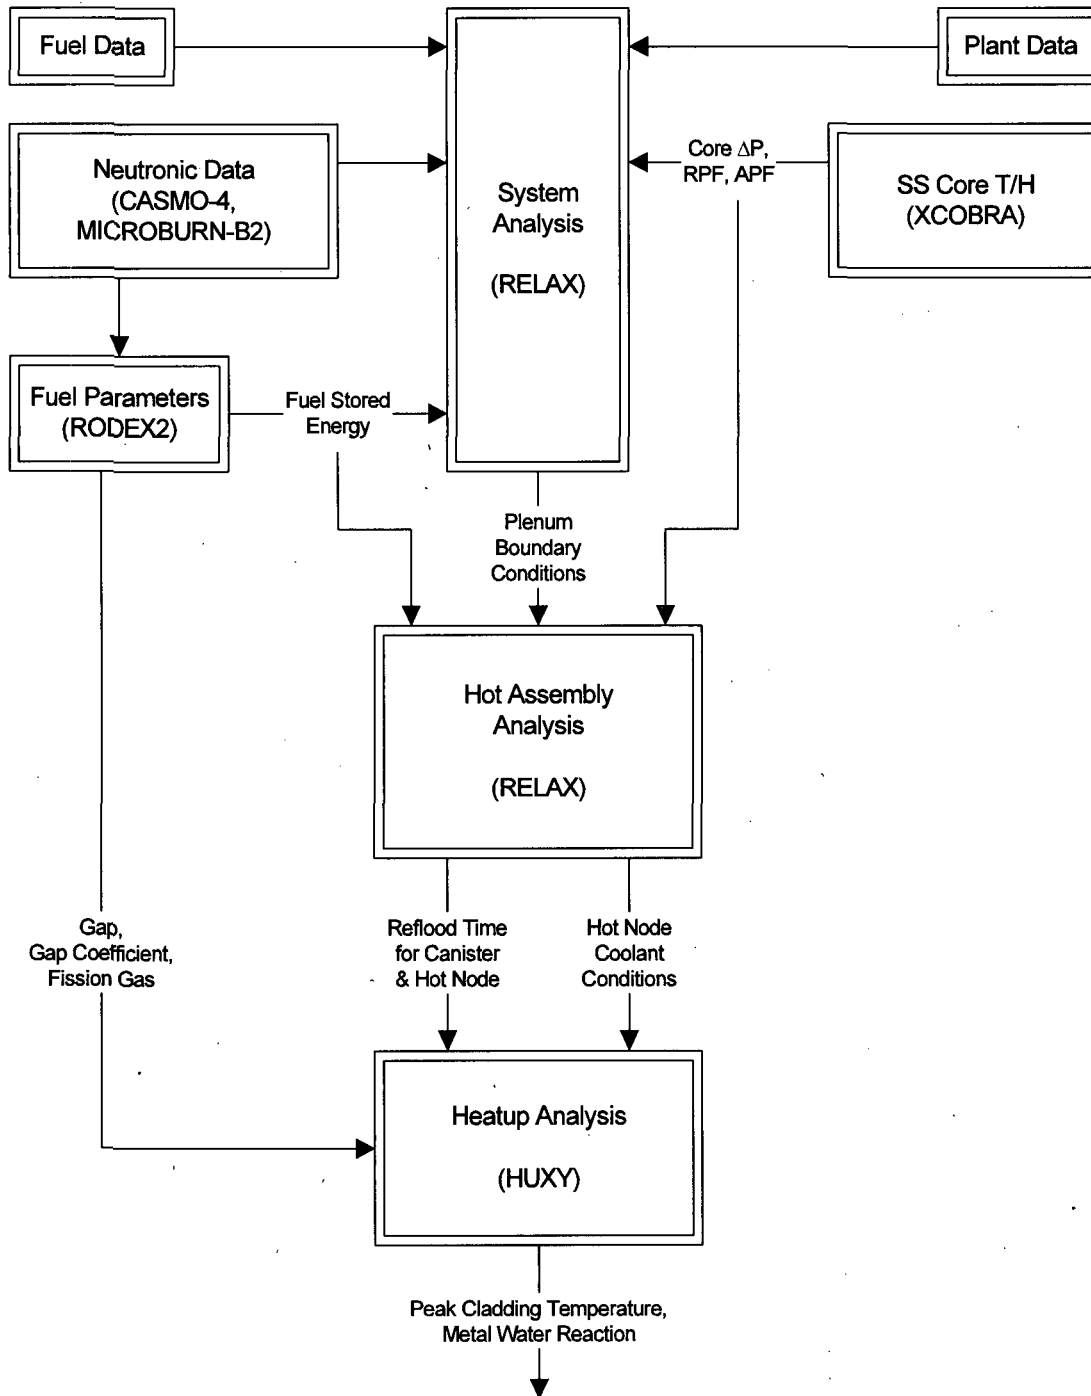 Fuel Data
Plant Data
Neutronic Data
(CASMO-4,
MICROBURN-B2)
System
Analysis
(RELAX)
Core ΔP,
RPF, APF
SS Core T/H
(XCOBRA)
Fuel Parameters
(RODEX2)
Fuel Stored
Energy
Plenum
Boundary
Conditions
Hot Assembly
Analysis
(RELAX)
Gap,
Gap Coefficient,
Fission Gas
Reflood Time
for Canister
& Hot Node
Hot Node
Coolant
Conditions
Heatup Analysis
(HUXY)
Peak Cladding Temperature,
Metal Water Reaction